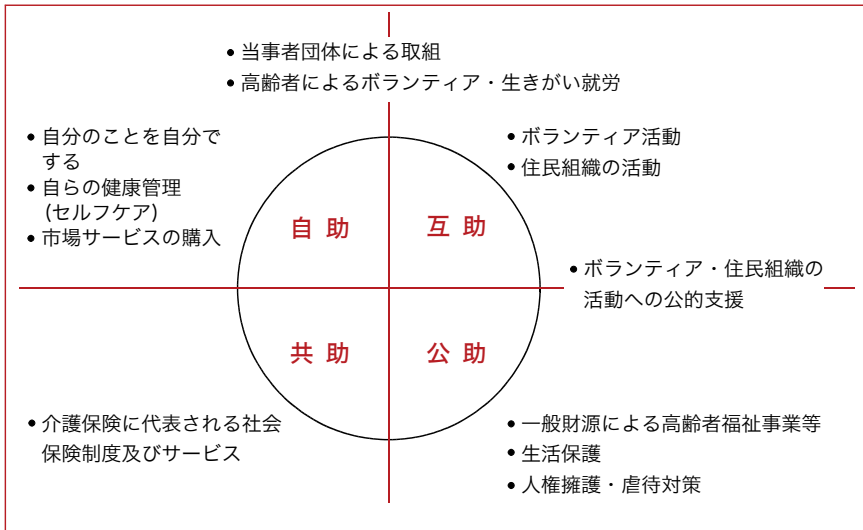 • 当事者団体による取組
• 高齢者によるボランティア・生きがい就労
• 自分のことを自分で
する
• 自らの健康管理
(セルフケア)
• 市場サービスの購入
• ボランティア活動
• 住民組織の活動
自 助
互 助
• ボランティア・住民組織の
活動への公的支援
共 助
公 助
• 介護保険に代表される社会
保険制度及びサービス
• 一般財源による高齢者福祉事業等
• 生活保護
• 人権擁護・虐待対策